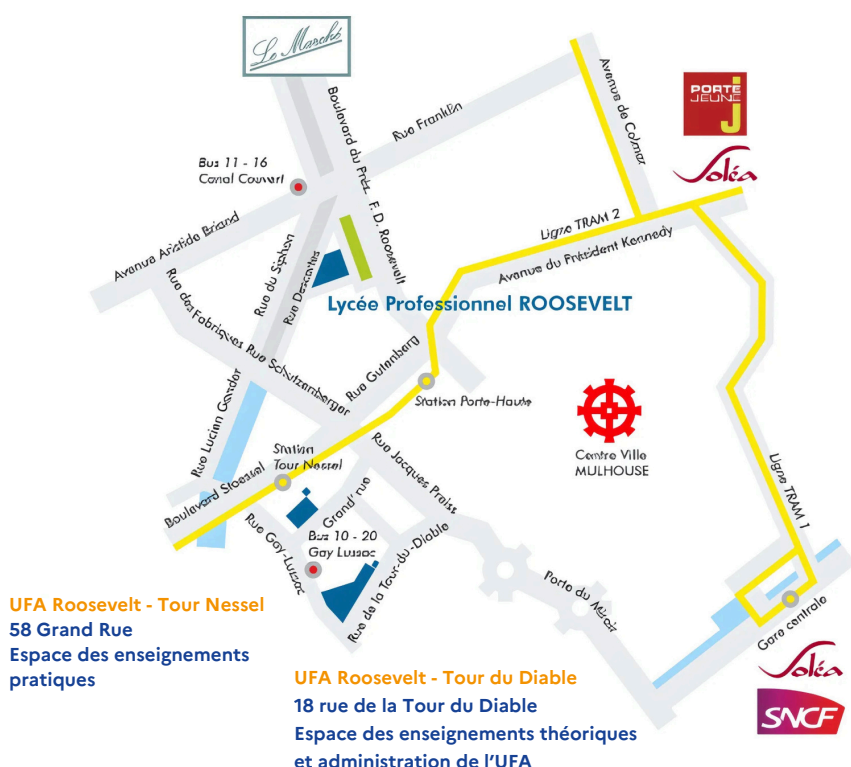 Le Marché
Boulevard du Prés. F. D. Roosevelt
Rue Franklin
Avenue de Colmar
PORTE
JEUNE
J
Soléa
Bus 11 - 16
Canal Couvert
Avenue Aristide Briand
Rue du Siphon
Rue Descartes
Ligne TRAM 2
Avenue du Président Kennedy
Lycée Professionnel ROOSEVELT
Rue des Fabriques
Rue Schutzenberger
Rue Gutenberg
Station Porte-Haute
Rue Lucien Gander
Centre Ville
MULHOUSE
Station
Tour Nessel
Boulevard Stoessel
Rue Jacques Preiss
Grand' rue
Rue Gay-Lussac
Bus 10 - 20
Gay Lussac
Rue de la Tour-du-Diable
Ligne TRAM 1
Porte du Miroir
Gare centrale
Soléa
SNCF
UFA Roosevelt - Tour Nessel
58 Grand Rue
Espace des enseignements
pratiques
UFA Roosevelt - Tour du Diable
18 rue de la Tour du Diable
Espace des enseignements théoriques
et administration de l'UFA